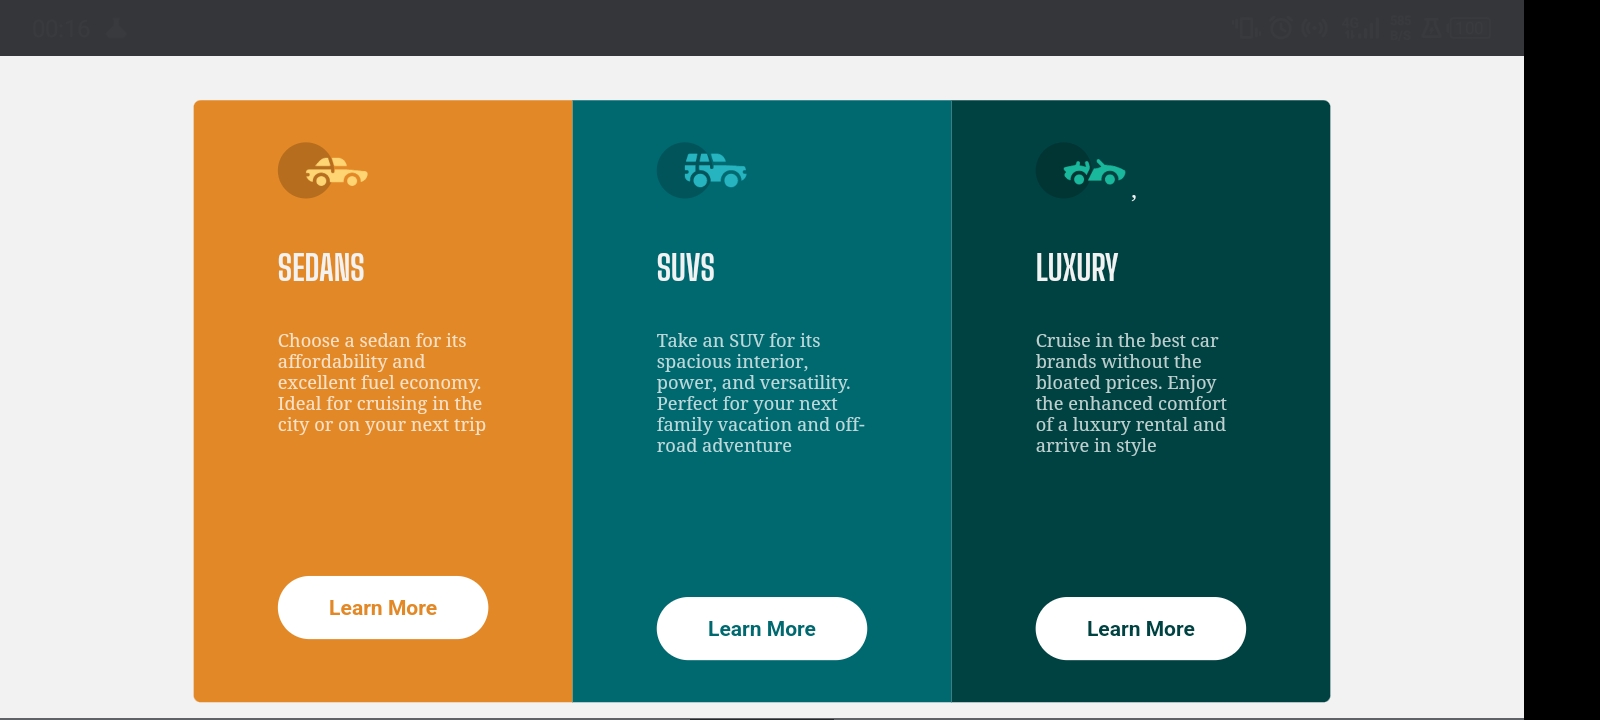 00:16
,
SEDANS
Choose a sedan for its
affordability and
excellent fuel economy.
Ideal for cruising in the
city or on your next trip
Learn More
SUVS
Take an SUV for its
spacious interior,
power, and versatility.
Perfect for your next
family vacation and off-
road adventure
Learn More
LUXURY
Cruise in the best car
brands without the
bloated prices. Enjoy
the enhanced comfort
of a luxury rental and
arrive in style
Learn More